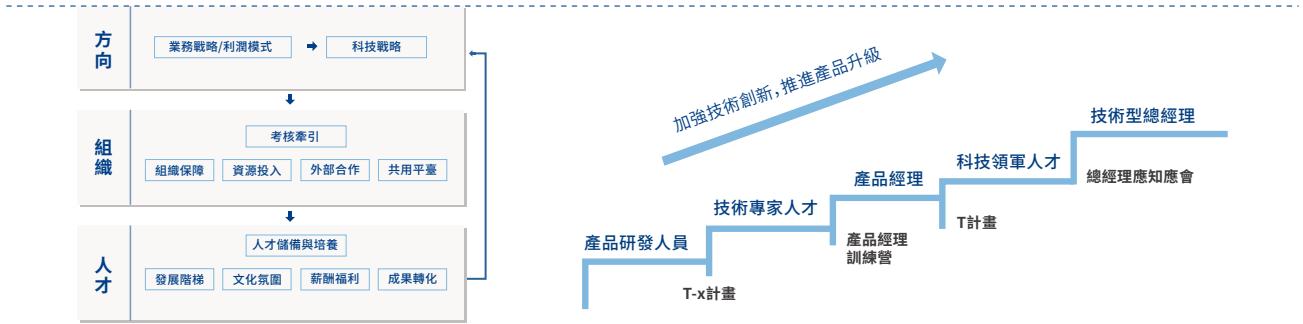 方向
業務戰略/利潤模式
科技戰略
組織
考核牽引
組織保障
資源投入
外部合作
共用平臺
人才
人才儲備與培養
發展階梯
文化氛圍
薪酬福利
成果轉化
加強技術創新,推進產品升級
產品研發人員
T-x計畫
技術專家人才
產品經理
訓練營
產品經理
科技領軍人才
T計畫
技術型總經理
總經理應知應會